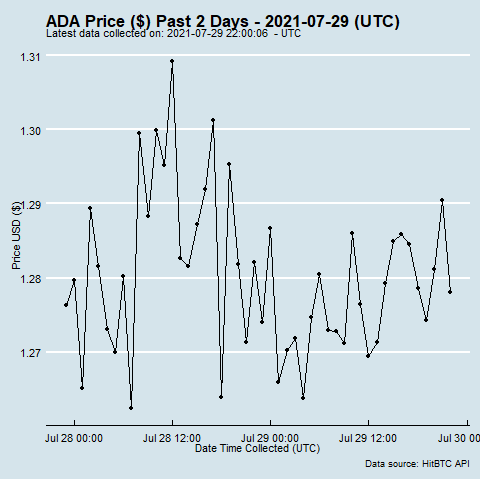 ADA Price ($) Past 2 Days - 2021-07-29 (UTC)
Latest data collected on: 2021-07-29 22:00:06 - UTC
1.31
1.30
1.29
1.28
1.27
Price USD ($)
Jul 28 00:00 Jul 28 12:00 Jul 29 00:00 Jul 29 12:00 Jul 30 00
Date Time Collected (UTC)
Data source: HitBTC API